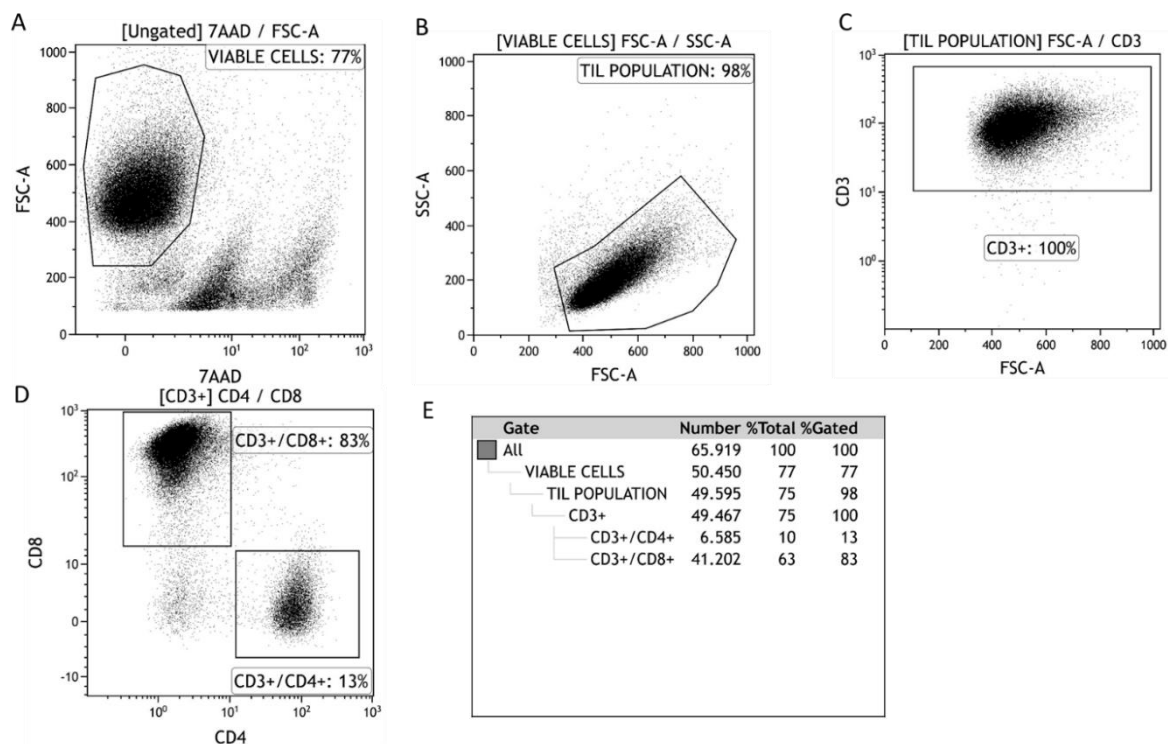 A
[Ungated] 7AAD / FSC-A
VIABLE CELLS: 77%
1000
800
600
400
200
0
FSC-A
0
10¹
10²
10³
7AAD
B
[VIABLE CELLS] FSC-A / SSC-A
TIL POPULATION: 98%
1000
800
600
400
200
0
SSC-A
0
200
400
600
800
1000
FSC-A
C
[TIL POPULATION] FSC-A / CD3
10³
10²
10¹
10⁰
CD3
CD3+: 100%
0
200
400
600
800
1000
FSC-A
D
[CD3+] CD4 / CD8
10³
10²
10
0
-10
CD8
CD3+/CD8+: 83%
CD3+/CD4+: 13%
10⁰
10¹
10²
10³
CD4
E
Gate Number %Total %Gated
All 65.919 100 100
VIABLE CELLS 50.450 77 77
TIL POPULATION 49.595 75 98
CD3+ 49.467 75 100
CD3+/CD4+ 6.585 10 13
CD3+/CD8+ 41.202 63 83